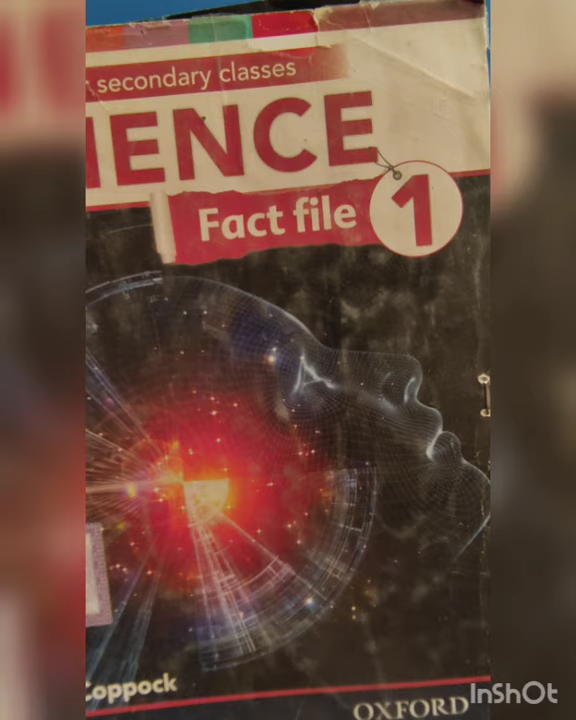 secondary classes
IENCE
Fact file 1
Coppock
OXFORD
InShOt